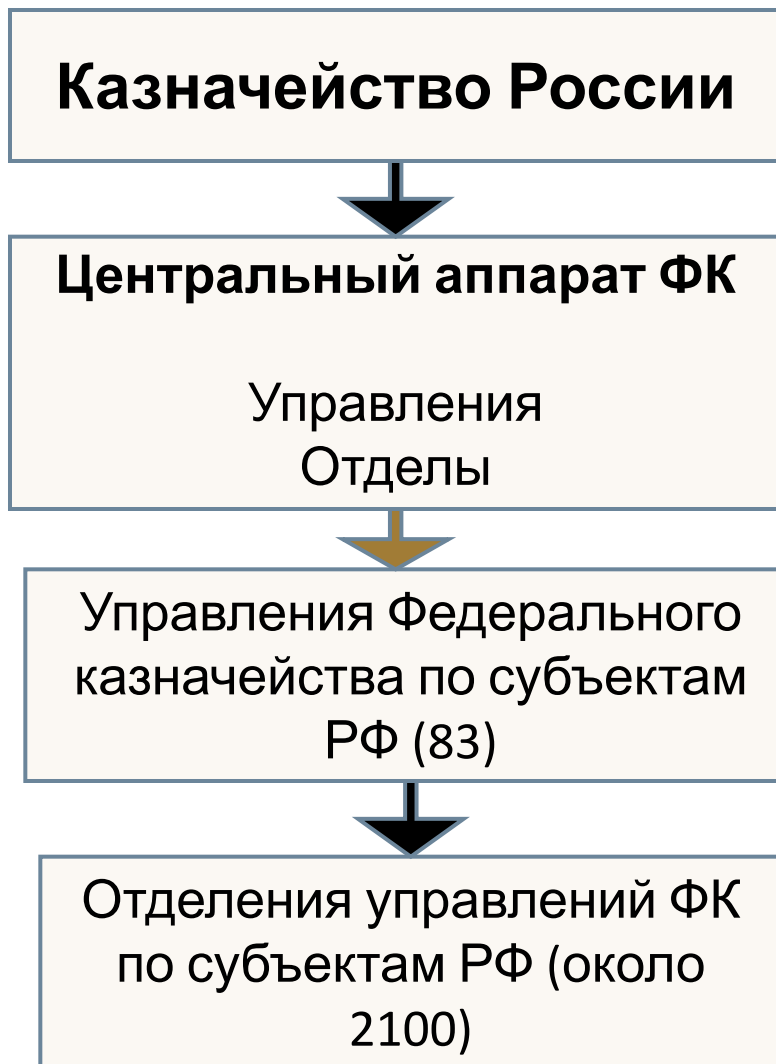 Казначейство России
Центральный аппарат ФК
Управления
Отделы
Управления Федерального
казначейства по субъектам
РФ (83)
Отделения управлений ФК
по субъектам РФ (около
2100)